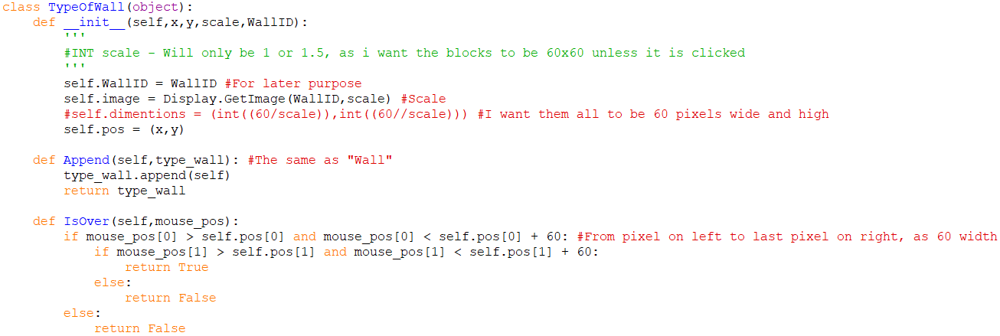 class TypeOfWall(object):
    def __init__(self,x,y,scale,WallID):
        '''
        #INT scale - Will only be 1 or 1.5, as i want the blocks to be 60x60 unless it is clicked
        '''
        self.WallID = WallID #For later purpose
        self.image = Display.GetImage(WallID,scale) #Scale
        #self.dimentions = (int((60/scale)),int((60//scale))) #I want them all to be 60 pixels wide and high
        self.pos = (x,y)

    def Append(self,type_wall): #The same as "Wall"
        type_wall.append(self)
        return type_wall

    def IsOver(self,mouse_pos):
        if mouse_pos[0] > self.pos[0] and mouse_pos[0] < self.pos[0] + 60: #From pixel on left to last pixel on right, as 60 width
            if mouse_pos[1] > self.pos[1] and mouse_pos[1] < self.pos[1] + 60:
                return True
            else:
                return False
        else:
            return False